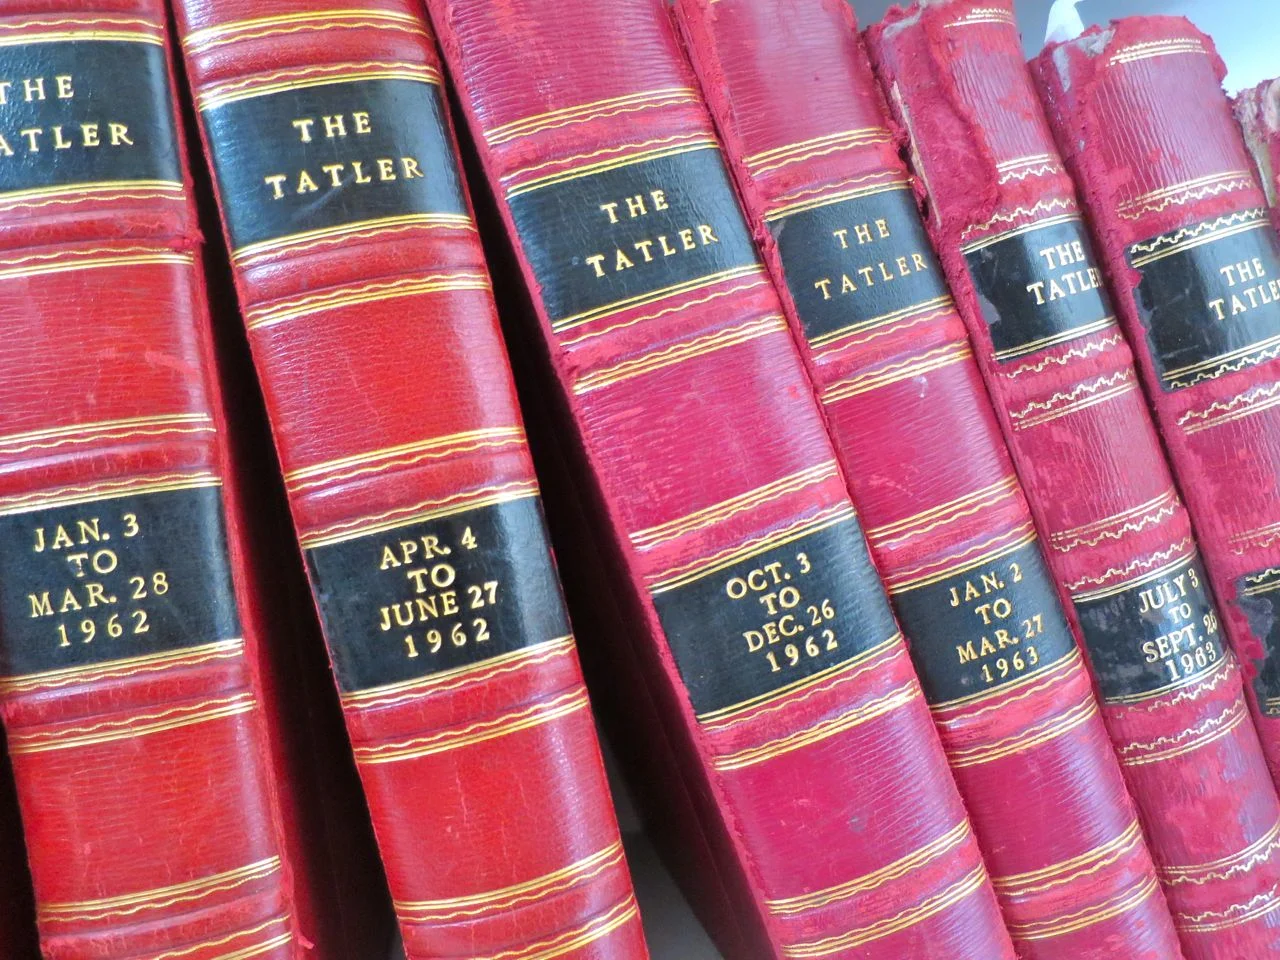 THE
TATLER
JAN. 3
TO
MAR. 28
1962
THE
TATLER
APR. 4
TO
JUNE 27
1962
THE
TATLER
OCT. 3
TO
DEC. 26
1962
THE
TATLER
JAN. 2
TO
MAR. 27
1963
THE
TATLER
JULY 3
TO
SEPT.
1963
THE
TATLER